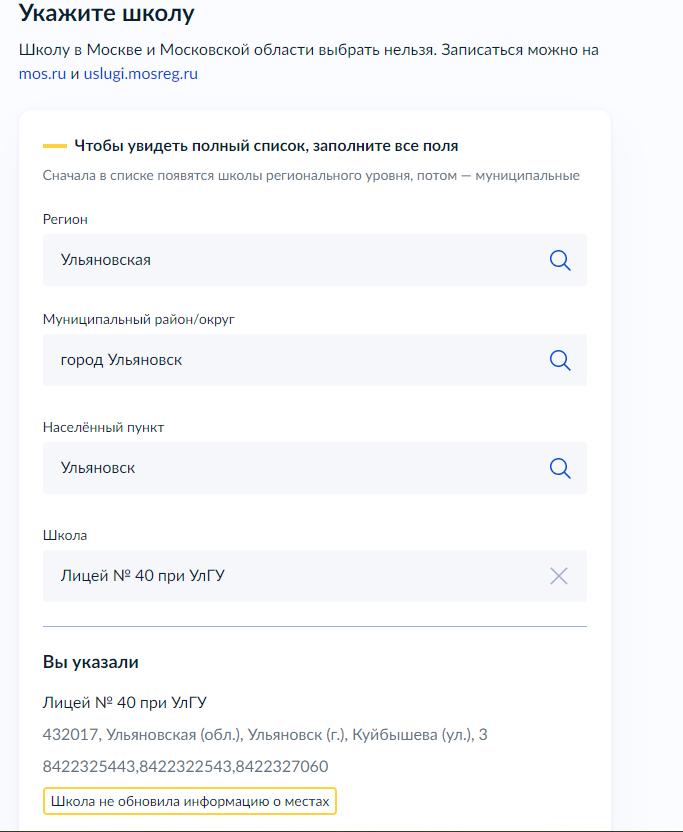 Укажите школу
Школу в Москве и Московской области выбрать нельзя. Записаться можно на
mos.ru и uslugi.mosreg.ru
Чтобы увидеть полный список, заполните все поля
Сначала в списке появятся школы регионального уровня, потом — муниципальные
Регион
Ульяновская
Муниципальный район/округ
город Ульяновск
Населённый пункт
Ульяновск
Школа
Лицей № 40 при УлГУ
Вы указали
Лицей № 40 при УлГУ
432017, Ульяновская (обл.), Ульяновск (г.), Куйбышева (ул.), 3
8422325443,8422322543,8422327060
Школа не обновила информацию о местах